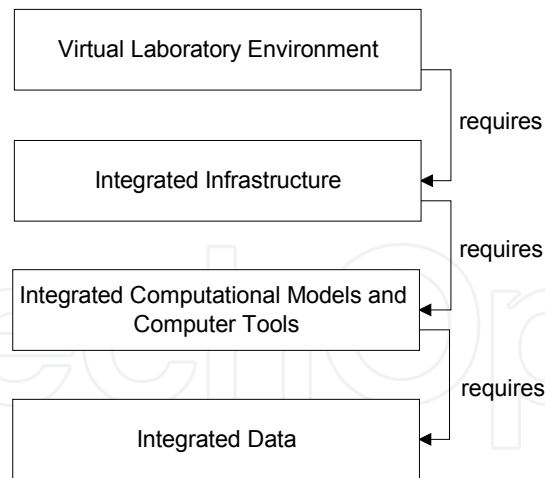 Virtual Laboratory Environment
requires
Integrated Infrastructure
requires
Integrated Computational Models and
Computer Tools
requires
Integrated Data